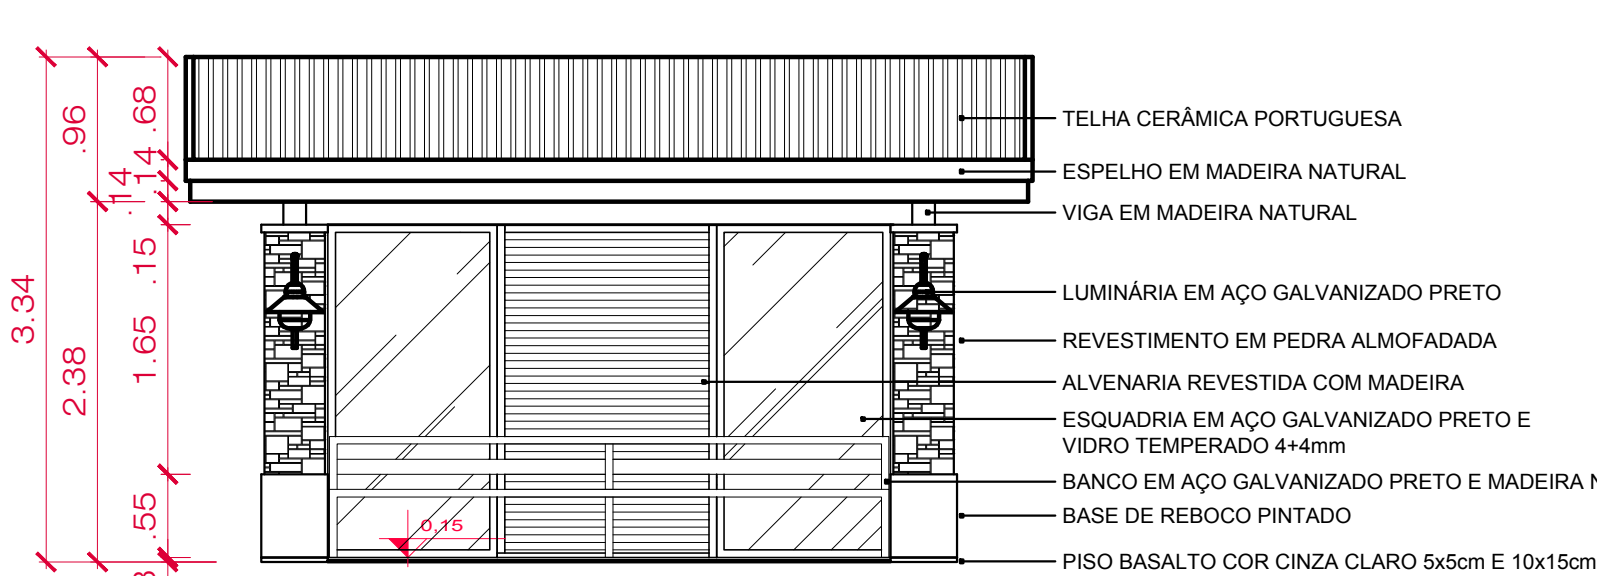 TELHA CERÂMICA PORTUGUESA
ESPELHO EM MADEIRA NATURAL
VIGA EM MADEIRA NATURAL
LUMINÁRIA EM AÇO GALVANIZADO PRETO
REVESTIMENTO EM PEDRA ALMOFADADA
ALVENARIA REVESTIDA COM MADEIRA
ESQUADRIA EM AÇO GALVANIZADO PRETO E
VIDRO TEMPERADO 4+4mm
BANCO EM AÇO GALVANIZADO PRETO E MADEIRA
BASE DE REBOCO PINTADO
PISO BASALTO COR CINZA CLARO 5x5cm E 10x15cm
3.34
.96
2.38
.14
.68
.14
.15
1.65
.55
0,15